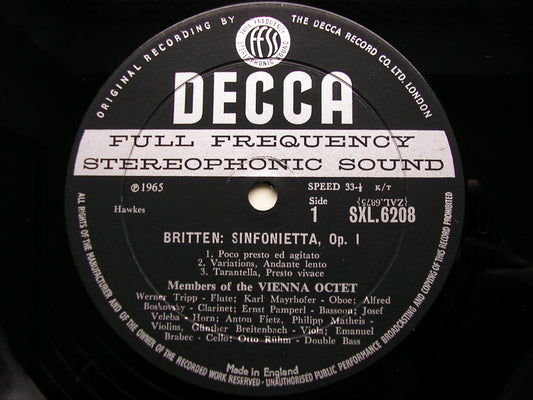 ORIGINAL RECORDING BY THE DECCA RECORD CO. LTD. LONDON
FULL FREQUENCY
ffss
STEREOPHONIC SOUND
DECCA
FULL FREQUENCY
STEREOPHONIC SOUND
℗1965
SPEED 33-⅓ K/T
Hawkes
Side {ZAL.6875}
1 SXL.6208
BRITTEN: SINFONIETTA, Op. 1
1. Poco presto ed agitato
2. Variations, Andante lento
3. Tarantella, Presto vivace
Members of the VIENNA OCTET
Werner Tripp - Flute; Karl Mayrhofer - Oboe; Alfred
Boskovsky - Clarinet; Ernst Pamperl - Bassoon; Josef
Veleba - Horn; Anton Fietz, Philipp Matheis -
Violins, Günther Breitenbach - Viola; Emanuel
Brabec - Cello; Otto Rühm - Double Bass
Made in England
ALL RIGHTS OF THE MANUFACTURER AND OF THE OWNER OF THE RECORDED WORK RESERVED · UNAUTHORISED PUBLIC PERFORMANCE BROADCASTING AND COPYING OF THIS RECORD PROHIBITED